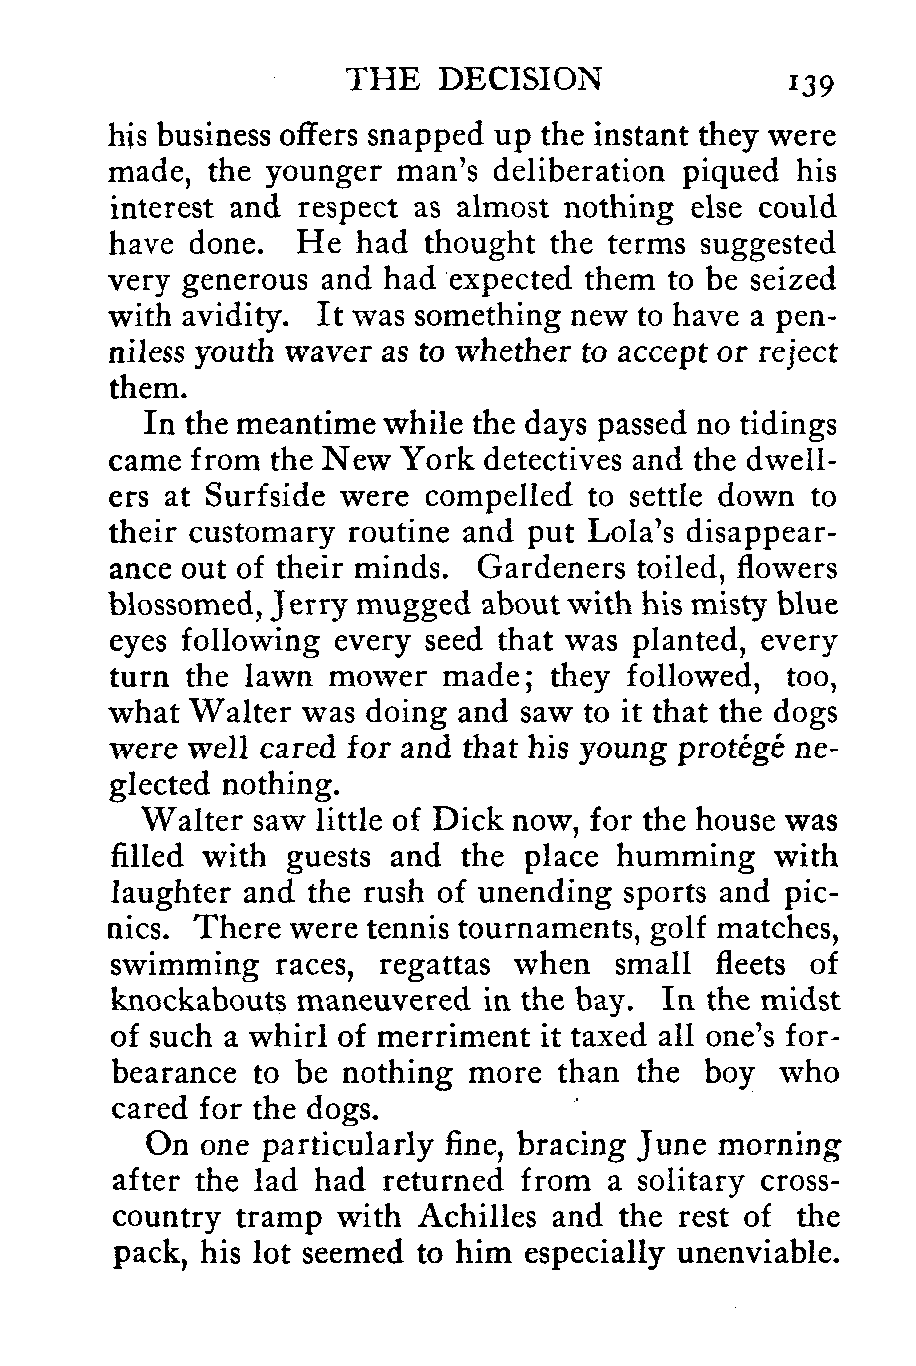 THE DECISION 139
his business offers snapped up the instant they were
made, the younger man's deliberation piqued his
interest and respect as almost nothing else could
have done. He had thought the terms suggested
very generous and had expected them to be seized
with avidity. It was something new to have a pen-
niless youth waver as to whether to accept or reject
them.
In the meantime while the days passed no tidings
came from the New York detectives and the dwell-
ers at Surfside were compelled to settle down to
their customary routine and put Lola's disappear-
ance out of their minds. Gardeners toiled, flowers
blossomed, Jerry mugged about with his misty blue
eyes following every seed that was planted, every
turn the lawn mower made; they followed, too,
what Walter was doing and saw to it that the dogs
were well cared for and that his young protégé ne-
glected nothing.
Walter saw little of Dick now, for the house was
filled with guests and the place humming with
laughter and the rush of unending sports and pic-
nics. There were tennis tournaments, golf matches,
swimming races, regattas when small fleets of
knockabouts maneuvered in the bay. In the midst
of such a whirl of merriment it taxed all one's for-
bearance to be nothing more than the boy who
cared for the dogs.
On one particularly fine, bracing June morning
after the lad had returned from a solitary cross-
country tramp with Achilles and the rest of the
pack, his lot seemed to him especially unenviable.